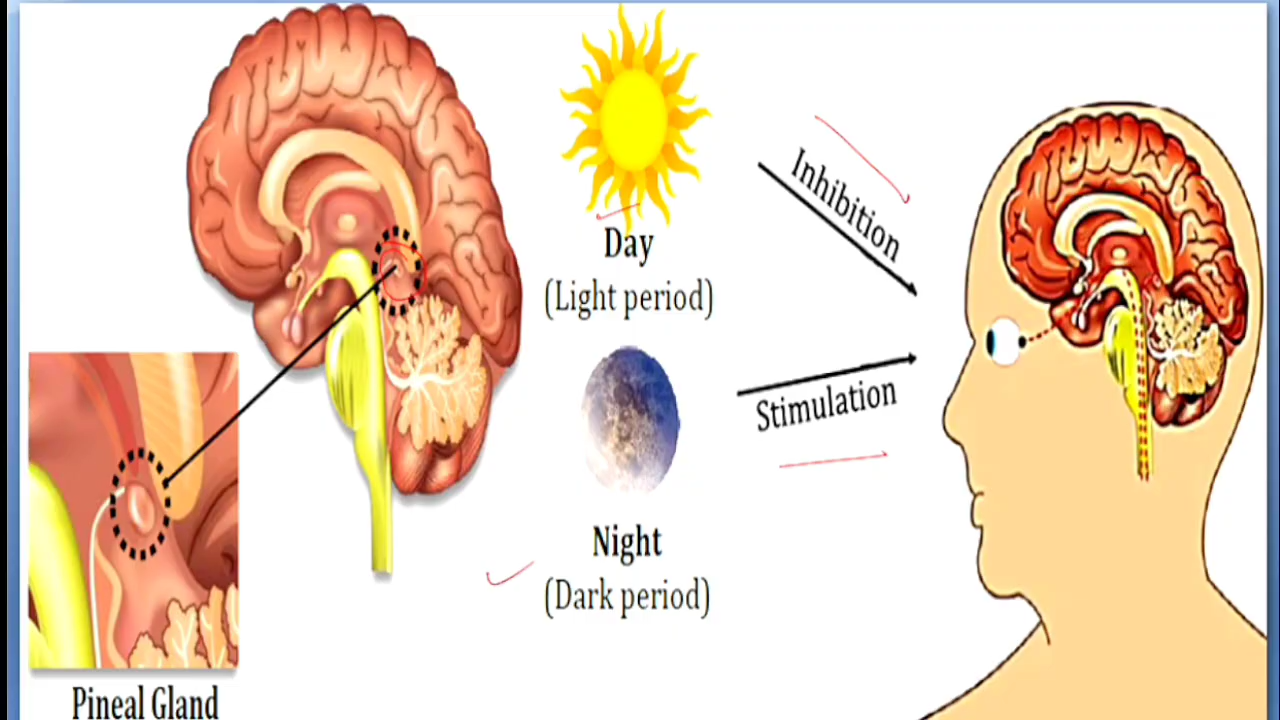 Day
(Light period)
Inhibition
Stimulation
Night
(Dark period)
Pineal Gland